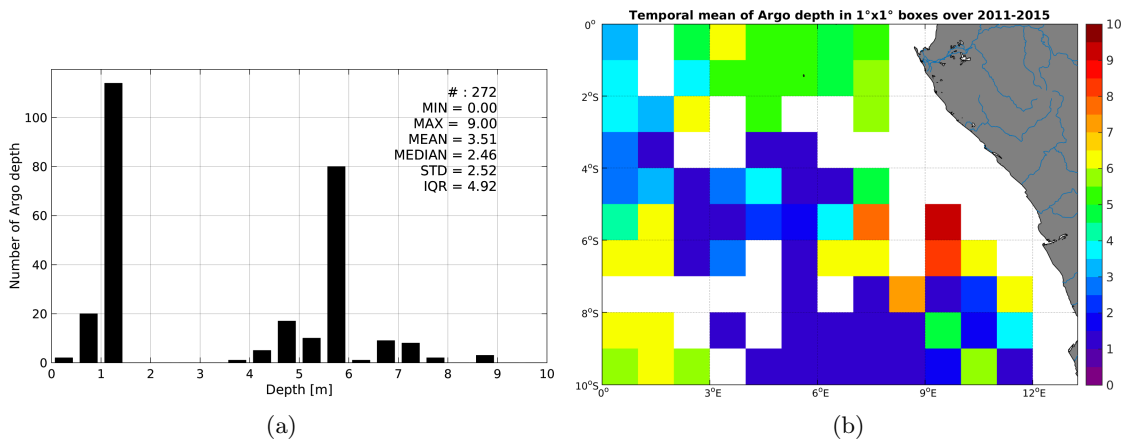 # : 272
MIN = 0.00
MAX = 9.00
MEAN = 3.51
MEDIAN = 2.46
STD = 2.52
IQR = 4.92
Number of Argo depth
100
80
60
40
20
0
0 1 2 3 4 5 6 7 8 9 10
Depth [m]
(a)
Temporal mean of Argo depth in 1°x1° boxes over 2011-2015
0°
2°S
4°S
6°S
8°S
10°S
0° 3°E 6°E 9°E 12°E
10
9
8
7
6
5
4
3
2
1
0
(b)